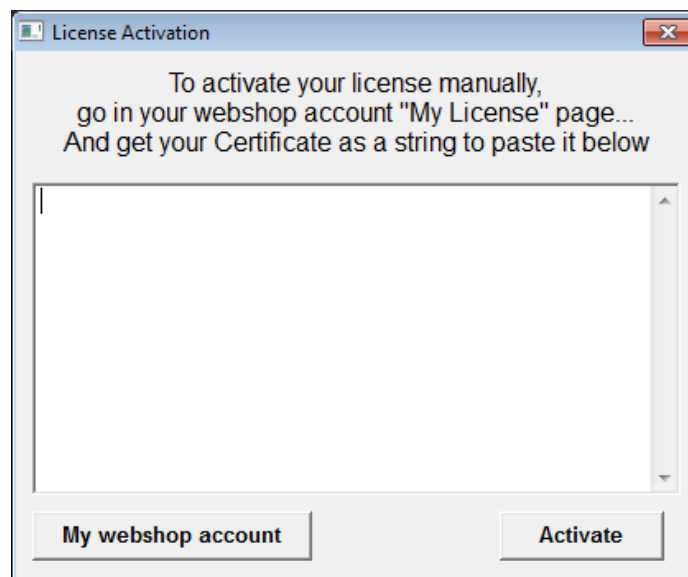 License Activation
To activate your license manually,
go in your webshop account "My License" page...
And get your Certificate as a string to paste it below
My webshop account
Activate